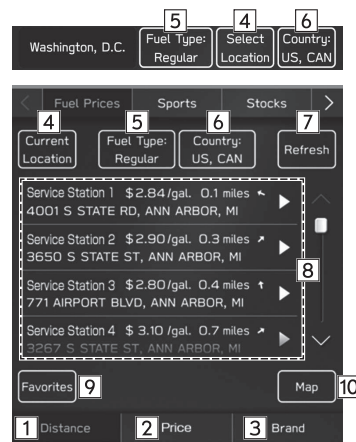 5 4 6
Washington, D.C. Fuel Type: Regular Select Location Country: US, CAN
< Fuel Prices Sports Stocks >
4 5 6 7
Current Location Fuel Type: Regular Country: US, CAN Refresh
Service Station 1 $2.84/gal. 0.1 miles
4001 S STATE RD, ANN ARBOR, MI
Service Station 2 $2.90/gal. 0.3 miles
3650 S STATE ST, ANN ARBOR, MI
Service Station 3 $2.80/gal. 0.4 miles
771 AIRPORT BLVD, ANN ARBOR, MI
Service Station 4 $ 3.10 /gal. 0.7 miles
3267 S STATE ST, ANN ARBOR, MI
8
Favorites 9 Map 10
1 Distance 2 Price 3 Brand